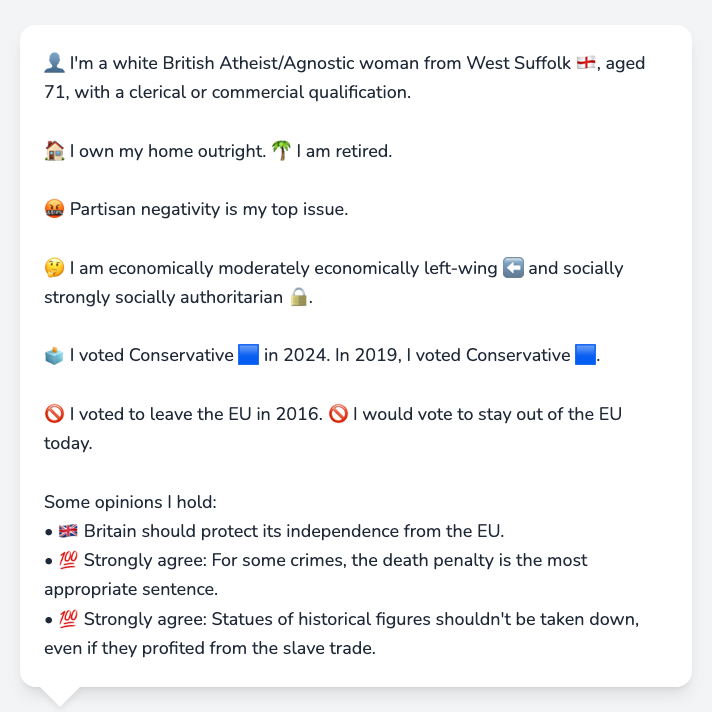 👤 I'm a white British Atheist/Agnostic woman from West Suffolk 🏴󠁧󠁢󠁥󠁮󠁧󠁿, aged
71, with a clerical or commercial qualification.
🏠 I own my home outright. 🌴 I am retired.
🤬 Partisan negativity is my top issue.
🤔 I am economically moderately economically left-wing ⬅️ and socially
strongly socially authoritarian 🔒.
🗳️ I voted Conservative 🟦 in 2024. In 2019, I voted Conservative 🟦.
🚫 I voted to leave the EU in 2016. 🚫 I would vote to stay out of the EU
today.
Some opinions I hold:
• 🇬🇧 Britain should protect its independence from the EU.
• 💯 Strongly agree: For some crimes, the death penalty is the most
appropriate sentence.
• 💯 Strongly agree: Statues of historical figures shouldn't be taken down,
even if they profited from the slave trade.